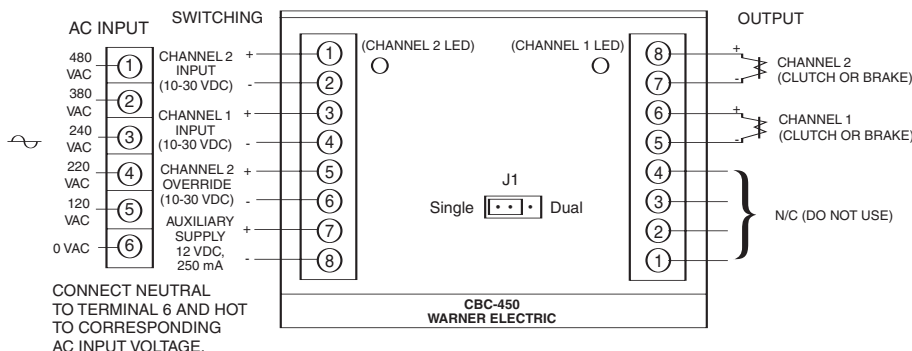 SWITCHING
OUTPUT
AC INPUT
480
VAC
1
380
VAC
2
240
VAC
3
220
VAC
4
120
VAC
5
0 VAC
6
CONNECT NEUTRAL
TO TERMINAL 6 AND HOT
TO CORRESPONDING
AC INPUT VOLTAGE.
CHANNEL 2 +
INPUT
(10-30 VDC) -
CHANNEL 1 +
INPUT
(10-30 VDC) -
CHANNEL 2 +
OVERRIDE
(10-30 VDC) -
AUXILIARY
SUPPLY +
12 VDC,
250 mA -
1
2
3
4
5
6
7
8
(CHANNEL 2 LED)
(CHANNEL 1 LED)
J1
Single Dual
CBC-450
WARNER ELECTRIC
8
7
6
5
4
3
2
1
+
CHANNEL 2
(CLUTCH OR BRAKE)
-
+
CHANNEL 1
(CLUTCH OR BRAKE)
-
N/C (DO NOT USE)